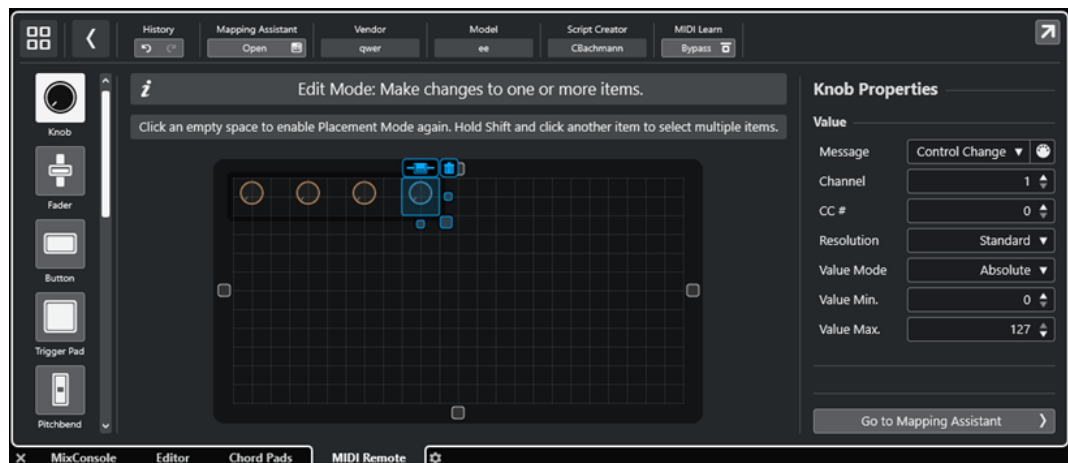 History
Mapping Assistant
Vendor
Model
Script Creator
MIDI Learn
Open
qwer
ee
CBachmann
Bypass
i
Edit Mode: Make changes to one or more items.
Click an empty space to enable Placement Mode again. Hold Shift and click another item to select multiple items.
Knob
Fader
Button
Trigger Pad
Pitchbend
Knob Properties
Value
Message Control Change
Channel 1
CC # 0
Resolution Standard
Value Mode Absolute
Value Min. 0
Value Max. 127
Go to Mapping Assistant
MixConsole
Editor
Chord Pads
MIDI Remote